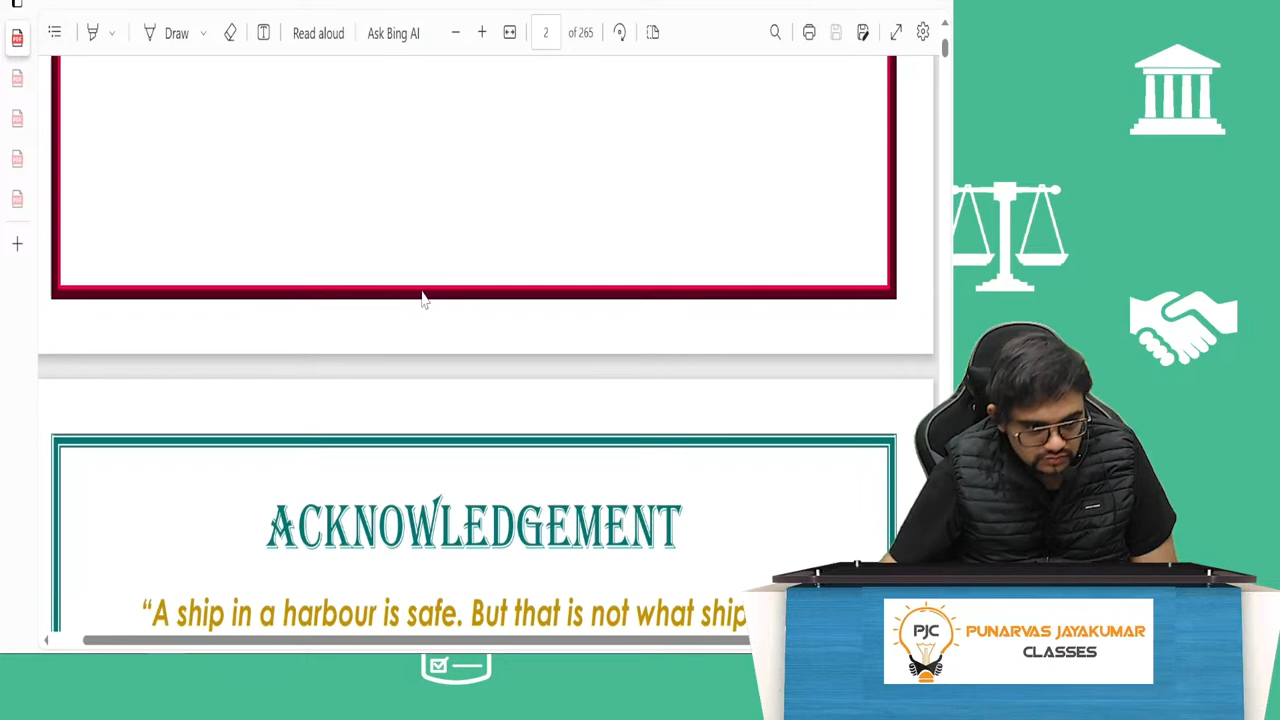 Draw
Read aloud
Ask Bing AI
2 of 265
ACKNOWLEDGEMENT
“A ship in a harbour is safe. But that is not what ship
PJC
PUNARVAS JAYAKUMAR
CLASSES